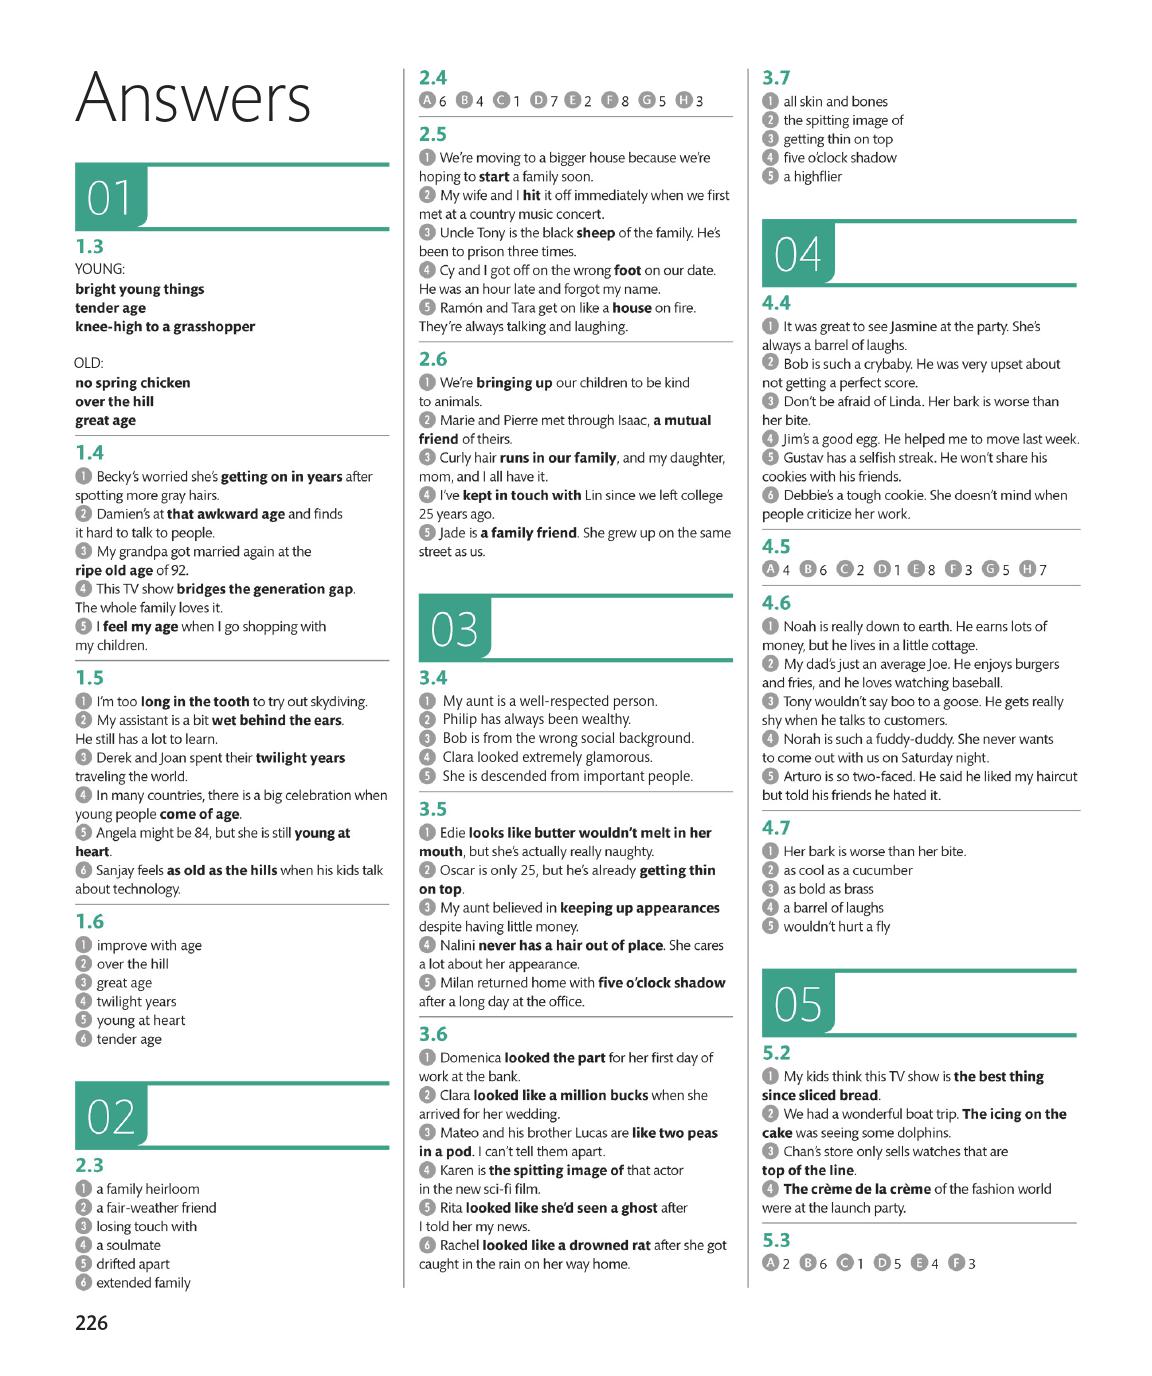 Answers
01
1.3
YOUNG:
bright young things
tender age
knee-high to a grasshopper
OLD:
no spring chicken
over the hill
great age
1.4
1 Becky's worried she's getting on in years after
spotting more gray hairs.
2 Damien's at that awkward age and finds
it hard to talk to people.
3 My grandpa got married again at the
ripe old age of 92.
4 This TV show bridges the generation gap.
The whole family loves it.
5 I feel my age when I go shopping with
my children.
1.5
1 I'm too long in the tooth to try out skydiving.
2 My assistant is a bit wet behind the ears.
He still has a lot to learn.
3 Derek and Joan spent their twilight years
traveling the world.
4 In many countries, there is a big celebration when
young people come of age.
5 Angela might be 84, but she is still young at
heart.
6 Sanjay feels as old as the hills when his kids talk
about technology.
1.6
1 improve with age
2 over the hill
3 great age
4 twilight years
5 young at heart
6 tender age
02
2.3
1 a family heirloom
2 a fair-weather friend
3 losing touch with
4 a soulmate
5 drifted apart
6 extended family
2.4
A 6 B 4 C 1 D 7 E 2 F 8 G 5 H 3
2.5
1 We're moving to a bigger house because we're
hoping to start a family soon.
2 My wife and I hit it off immediately when we first
met at a country music concert.
3 Uncle Tony is the black sheep of the family. He's
been to prison three times.
4 Cy and I got off on the wrong foot on our date.
He was an hour late and forgot my name.
5 Ramón and Tara get on like a house on fire.
They're always talking and laughing.
2.6
1 We're bringing up our children to be kind
to animals.
2 Marie and Pierre met through Isaac, a mutual
friend of theirs.
3 Curly hair runs in our family, and my daughter,
mom, and I all have it.
4 I've kept in touch with Lin since we left college
25 years ago.
5 Jade is a family friend. She grew up on the same
street as us.
03
3.4
1 My aunt is a well-respected person.
2 Philip has always been wealthy.
3 Bob is from the wrong social background.
4 Clara looked extremely glamorous.
5 She is descended from important people.
3.5
1 Edie looks like butter wouldn't melt in her
mouth, but she's actually really naughty.
2 Oscar is only 25, but he's already getting thin
on top.
3 My aunt believed in keeping up appearances
despite having little money.
4 Nalini never has a hair out of place. She cares
a lot about her appearance.
5 Milan returned home with five o'clock shadow
after a long day at the office.
3.6
1 Domenica looked the part for her first day of
work at the bank.
2 Clara looked like a million bucks when she
arrived for her wedding.
3 Mateo and his brother Lucas are like two peas
in a pod. I can't tell them apart.
4 Karen is the spitting image of that actor
in the new sci-fi film.
5 Rita looked like she'd seen a ghost after
I told her my news.
6 Rachel looked like a drowned rat after she got
caught in the rain on her way home.
3.7
1 all skin and bones
2 the spitting image of
3 getting thin on top
4 five o'clock shadow
5 a highflier
04
4.4
1 It was great to see Jasmine at the party. She's
always a barrel of laughs.
2 Bob is such a crybaby. He was very upset about
not getting a perfect score.
3 Don't be afraid of Linda. Her bark is worse than
her bite.
4 Jim's a good egg. He helped me to move last week.
5 Gustav has a selfish streak. He won't share his
cookies with his friends.
6 Debbie's a tough cookie. She doesn't mind when
people criticize her work.
4.5
A 4 B 6 C 2 D 1 E 8 F 3 G 5 H 7
4.6
1 Noah is really down to earth. He earns lots of
money, but he lives in a little cottage.
2 My dad's just an average Joe. He enjoys burgers
and fries, and he loves watching baseball.
3 Tony wouldn't say boo to a goose. He gets really
shy when he talks to customers.
4 Norah is such a fuddy-duddy. She never wants
to come out with us on Saturday night.
5 Arturo is so two-faced. He said he liked my haircut
but told his friends he hated it.
4.7
1 Her bark is worse than her bite.
2 as cool as a cucumber
3 as bold as brass
4 a barrel of laughs
5 wouldn't hurt a fly
05
5.2
1 My kids think this TV show is the best thing
since sliced bread.
2 We had a wonderful boat trip. The icing on the
cake was seeing some dolphins.
3 Chan's store only sells watches that are
top of the line.
4 The crème de la crème of the fashion world
were at the launch party.
5.3
A 2 B 6 C 1 D 5 E 4 F 3
226